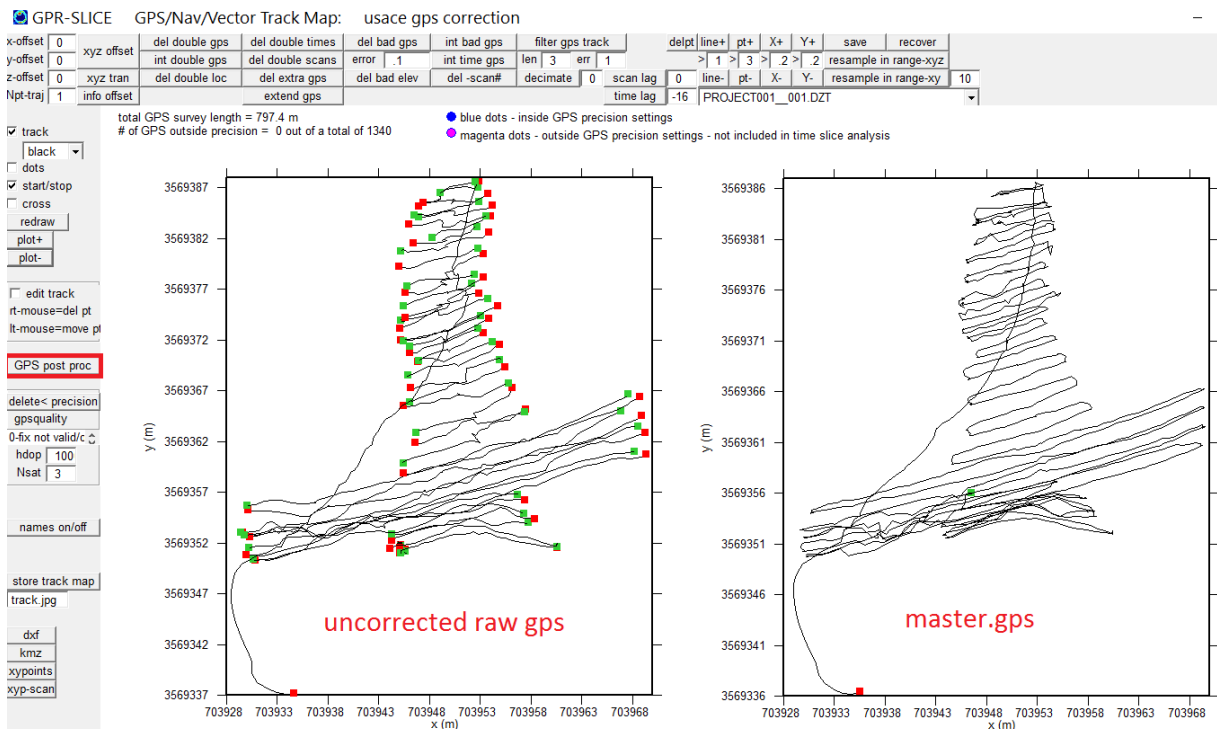 GPR-SLICE GPS/Nav/Vector Track Map: usace gps correction
x-offset 0 xyz offset del double gps del double times del bad gps int bad gps filter gps track delpt line+ pt+ X+ Y+ save recover
y-offset 0 int double gps del double scans error .1 int time gps len 3 err 1 > 1 > 3 > .2 > .2 resample in range-xyz
z-offset 0 xyz tran del double loc del extra gps del bad elev del -scan# decimate 0 scan lag 0 line- pt- X- Y- resample in range-xy 10
Npt-traj 1 info offset extend gps time lag -16 PROJECT001__001.DZT
total GPS survey length = 797.4 m
# of GPS outside precision = 0 out of a total of 1340
blue dots - inside GPS precision settings
magenta dots - outside GPS precision settings - not included in time slice analysis
track
black
dots
start/stop
cross
redraw
plot+
plot-
edit track
rt-mouse=del pt
lt-mouse=move pt
GPS post proc
delete< precision
gpsquality
0-fix not valid/c
hdop 100
Nsat 3
names on/off
store track map
track.jpg
dxf
kmz
xypoints
xyp-scan
3569387
3569382
3569377
3569372
3569367
3569362
3569357
3569352
3569347
3569342
3569337
y (m)
uncorrected raw gps
703928 703933 703938 703943 703948 703953 703958 703963 703968
x (m)
3569386
3569381
3569376
3569371
3569366
3569361
3569356
3569351
3569346
3569341
3569336
y (m)
master.gps
703928 703933 703938 703943 703948 703953 703958 703963 703968
x (m)